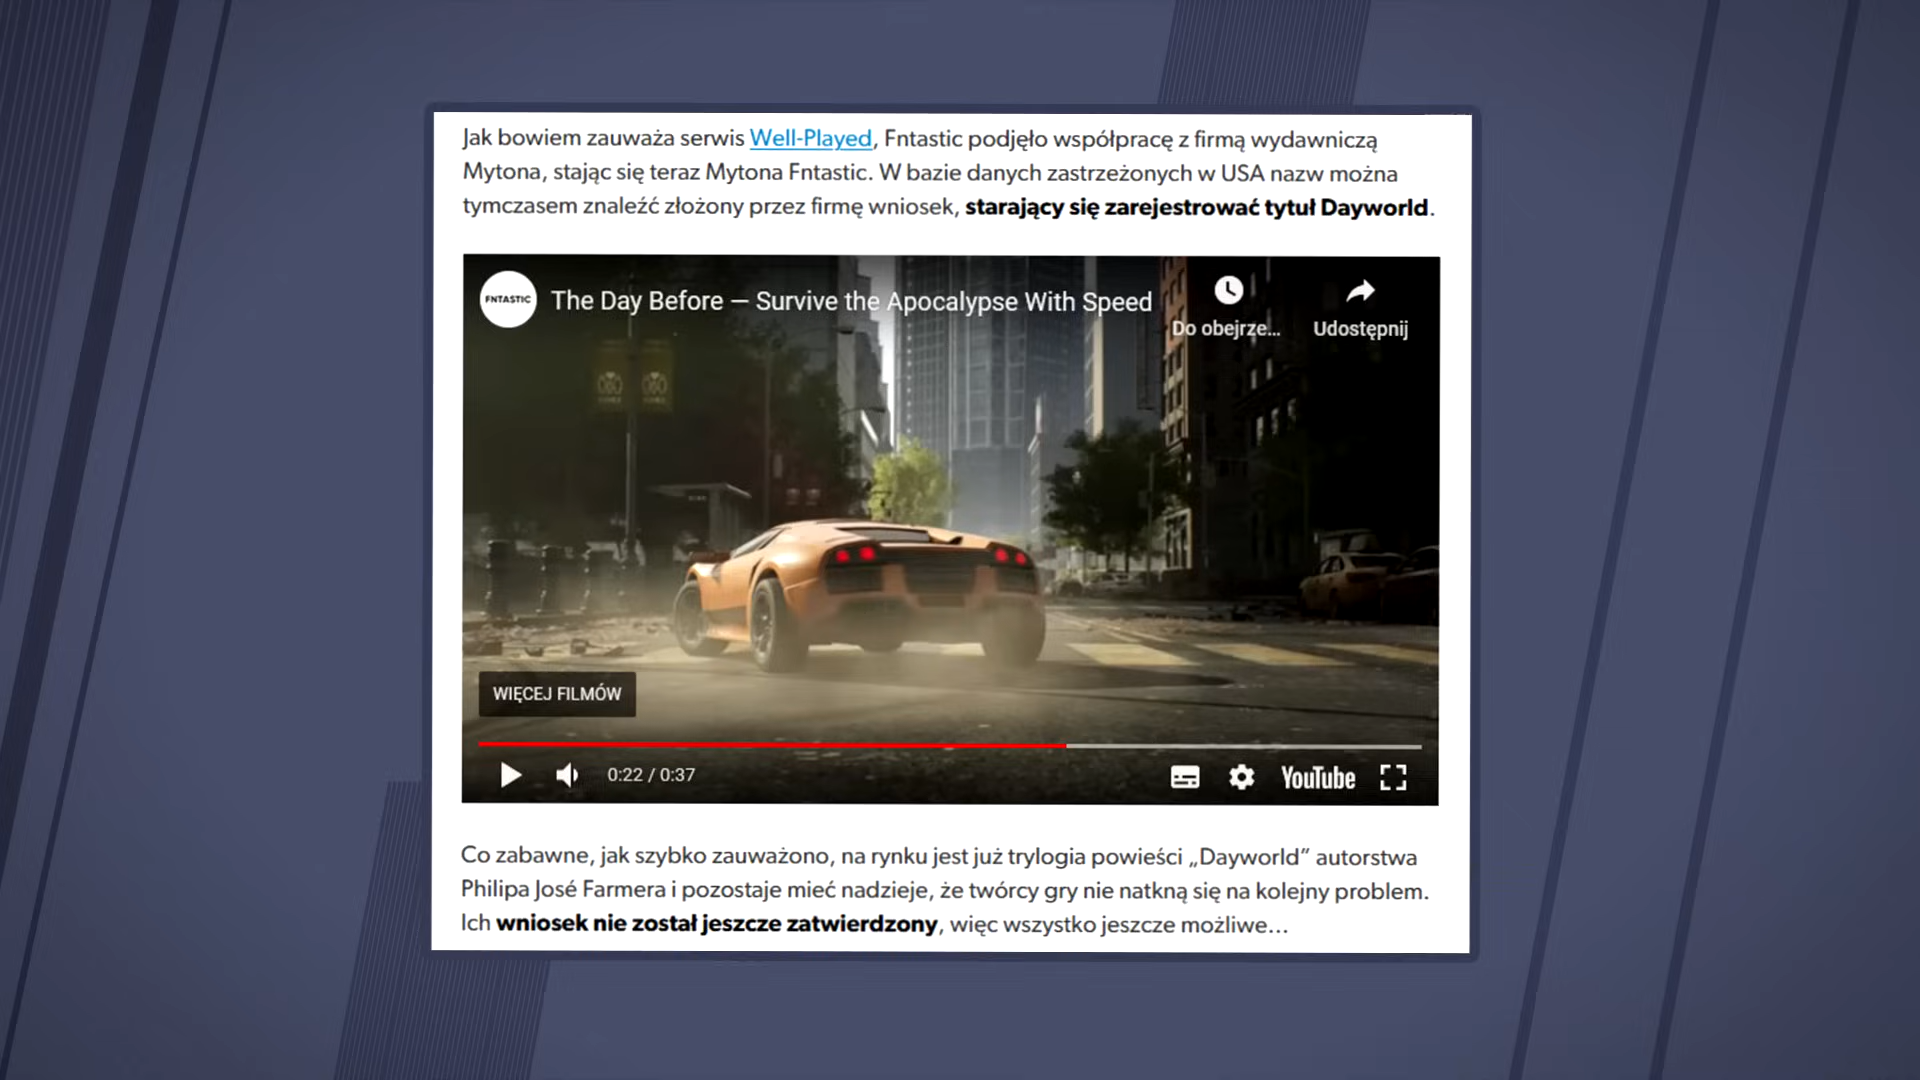 Jak bowiem zauważa serwis Well-Played, Fntastic podjęło współpracę z firmą wydawniczą
Mytona, stając się teraz Mytona Fntastic. W bazie danych zastrzeżonych w USA nazw można
tymczasem znaleźć złożony przez firmę wniosek, starający się zarejestrować tytuł Dayworld.
FNTASTIC
The Day Before — Survive the Apocalypse With Speed
Do obejrze...
Udostępnij
WIĘCEJ FILMÓW
0:22 / 0:37
YouTube
Co zabawne, jak szybko zauważono, na rynku jest już trylogia powieści „Dayworld” autorstwa
Philipa José Farmera i pozostaje mieć nadzieje, że twórcy gry nie natkną się na kolejny problem.
Ich wniosek nie został jeszcze zatwierdzony, więc wszystko jeszcze możliwe...